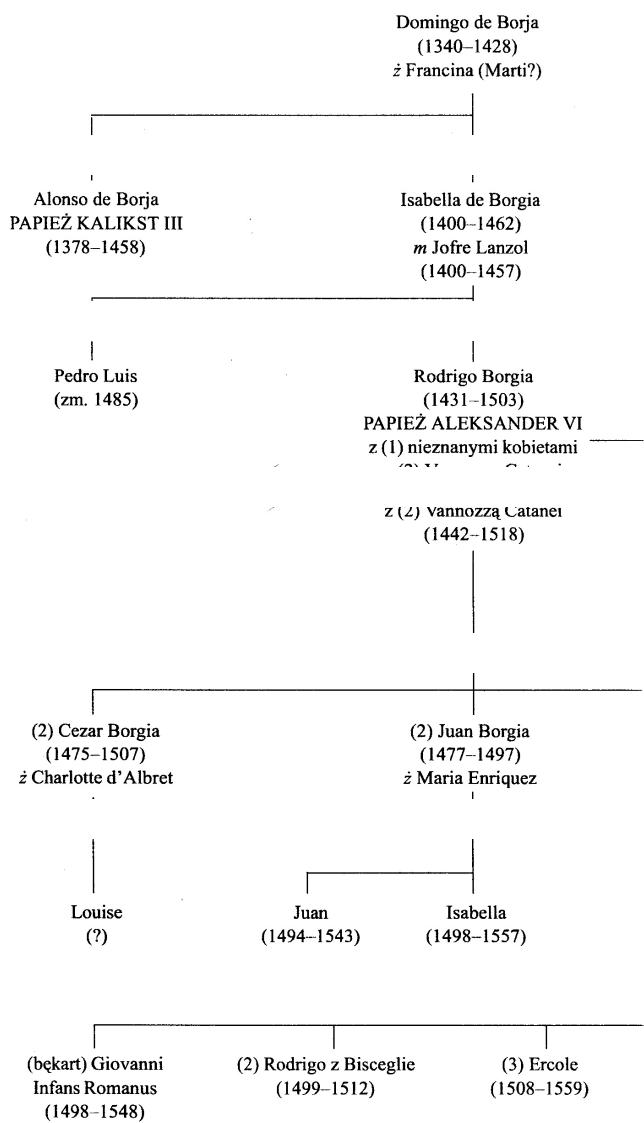 Domingo de Borja
(1340–1428)
ż Francina (Marti?)
Alonso de Borja
PAPIEŻ KALIKST III
(1378–1458)
Isabella de Borgia
(1400–1462)
m Jofre Lanzol
(1400–1457)
Pedro Luis
(zm. 1485)
Rodrigo Borgia
(1431–1503)
PAPIEŻ ALEKSANDER VI
z (1) nieznanymi kobietami
z (2) Vannozzą Catanei
(1442–1518)
(2) Cezar Borgia
(1475–1507)
ż Charlotte d’Albret
(2) Juan Borgia
(1477–1497)
ż Maria Enriquez
Louise
(?)
Juan
(1494–1543)
Isabella
(1498–1557)
(bękart) Giovanni
Infans Romanus
(1498–1548)
(2) Rodrigo z Bisceglie
(1499–1512)
(3) Ercole
(1508–1559)